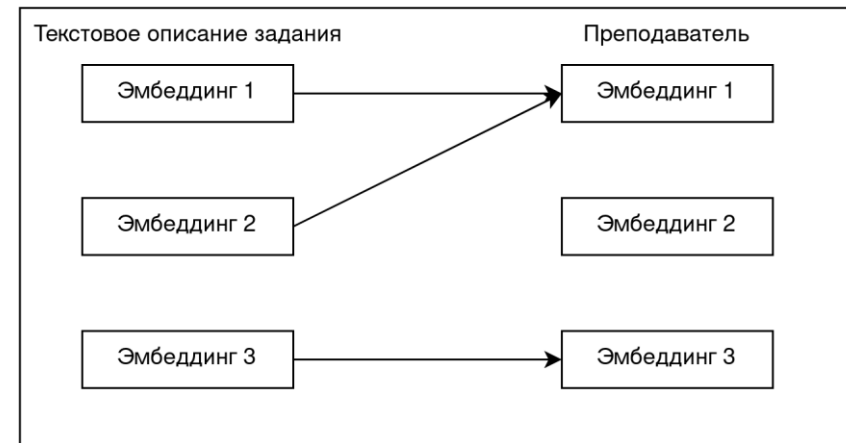 Текстовое описание задания
Преподаватель
Эмбеддинг 1
Эмбеддинг 1
Эмбеддинг 2
Эмбеддинг 2
Эмбеддинг 3
Эмбеддинг 3